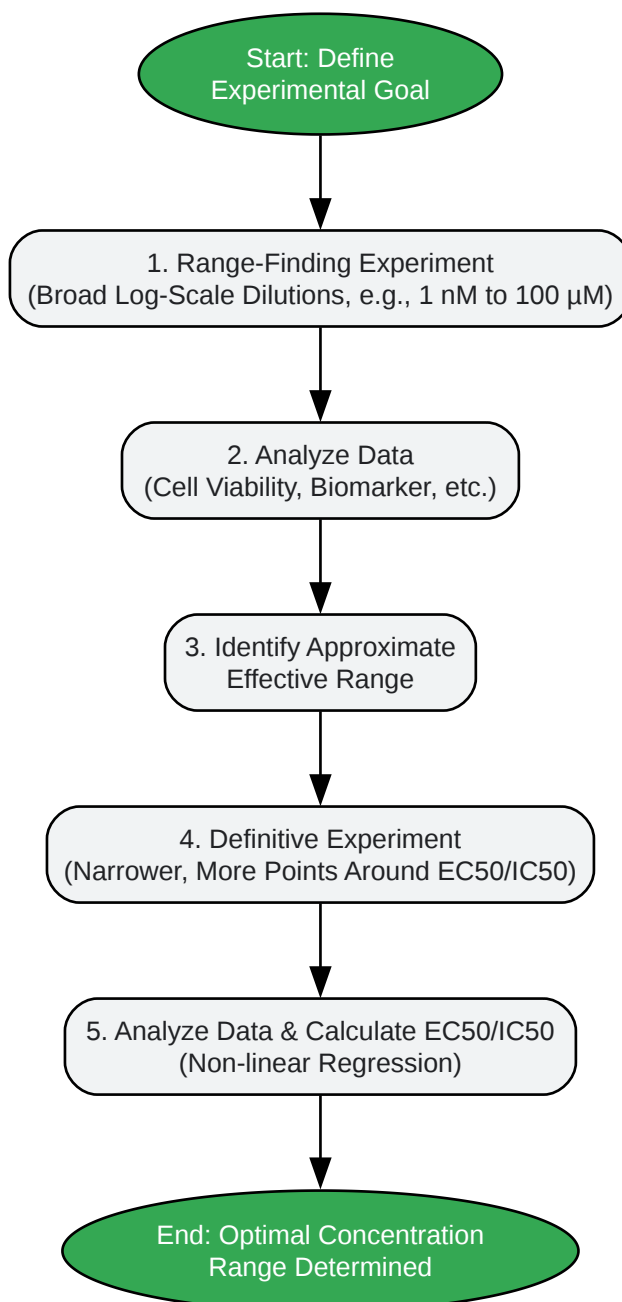 Start: Define
Experimental Goal
1. Range-Finding Experiment
(Broad Log-Scale Dilutions, e.g., 1 nM to 100 µM)
2. Analyze Data
(Cell Viability, Biomarker, etc.)
3. Identify Approximate
Effective Range
4. Definitive Experiment
(Narrower, More Points Around EC50/IC50)
5. Analyze Data & Calculate EC50/IC50
(Non-linear Regression)
End: Optimal Concentration
Range Determined